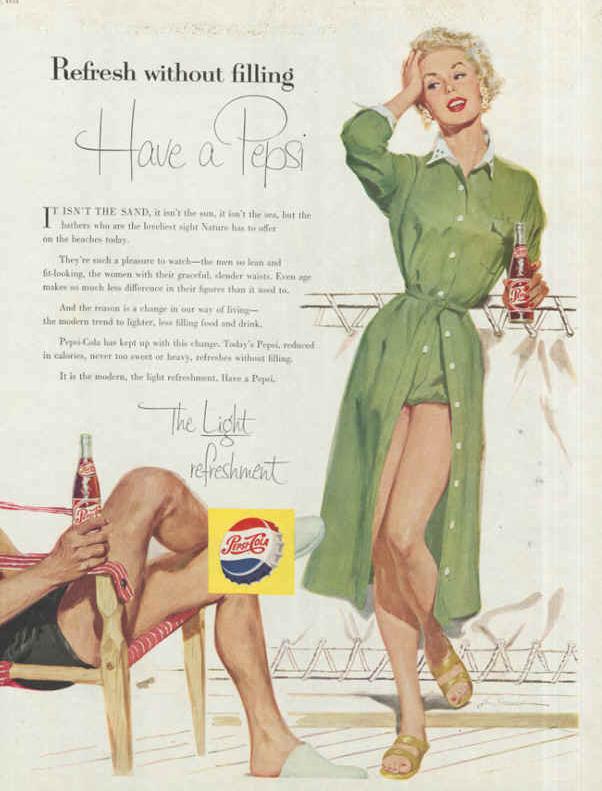 Refresh without filling
Have a Pepsi
IT ISN'T THE SAND, it isn't the sun, it isn't the sea, but the
bathers who are the loveliest sight Nature has to offer
on the beaches today.
They're such a pleasure to watch—the men so lean and
fit-looking, the women with their graceful, slender waists. Even age
makes so much less difference in their figures than it used to.
And the reason is a change in our way of living—
the modern trend to lighter, less filling food and drink.
Pepsi-Cola has kept up with this change. Today's Pepsi, reduced
in calories, never too sweet or heavy, refreshes without filling.
It is the modern, the light refreshment. Have a Pepsi.
The Light
refreshment
PEPSI-COLA